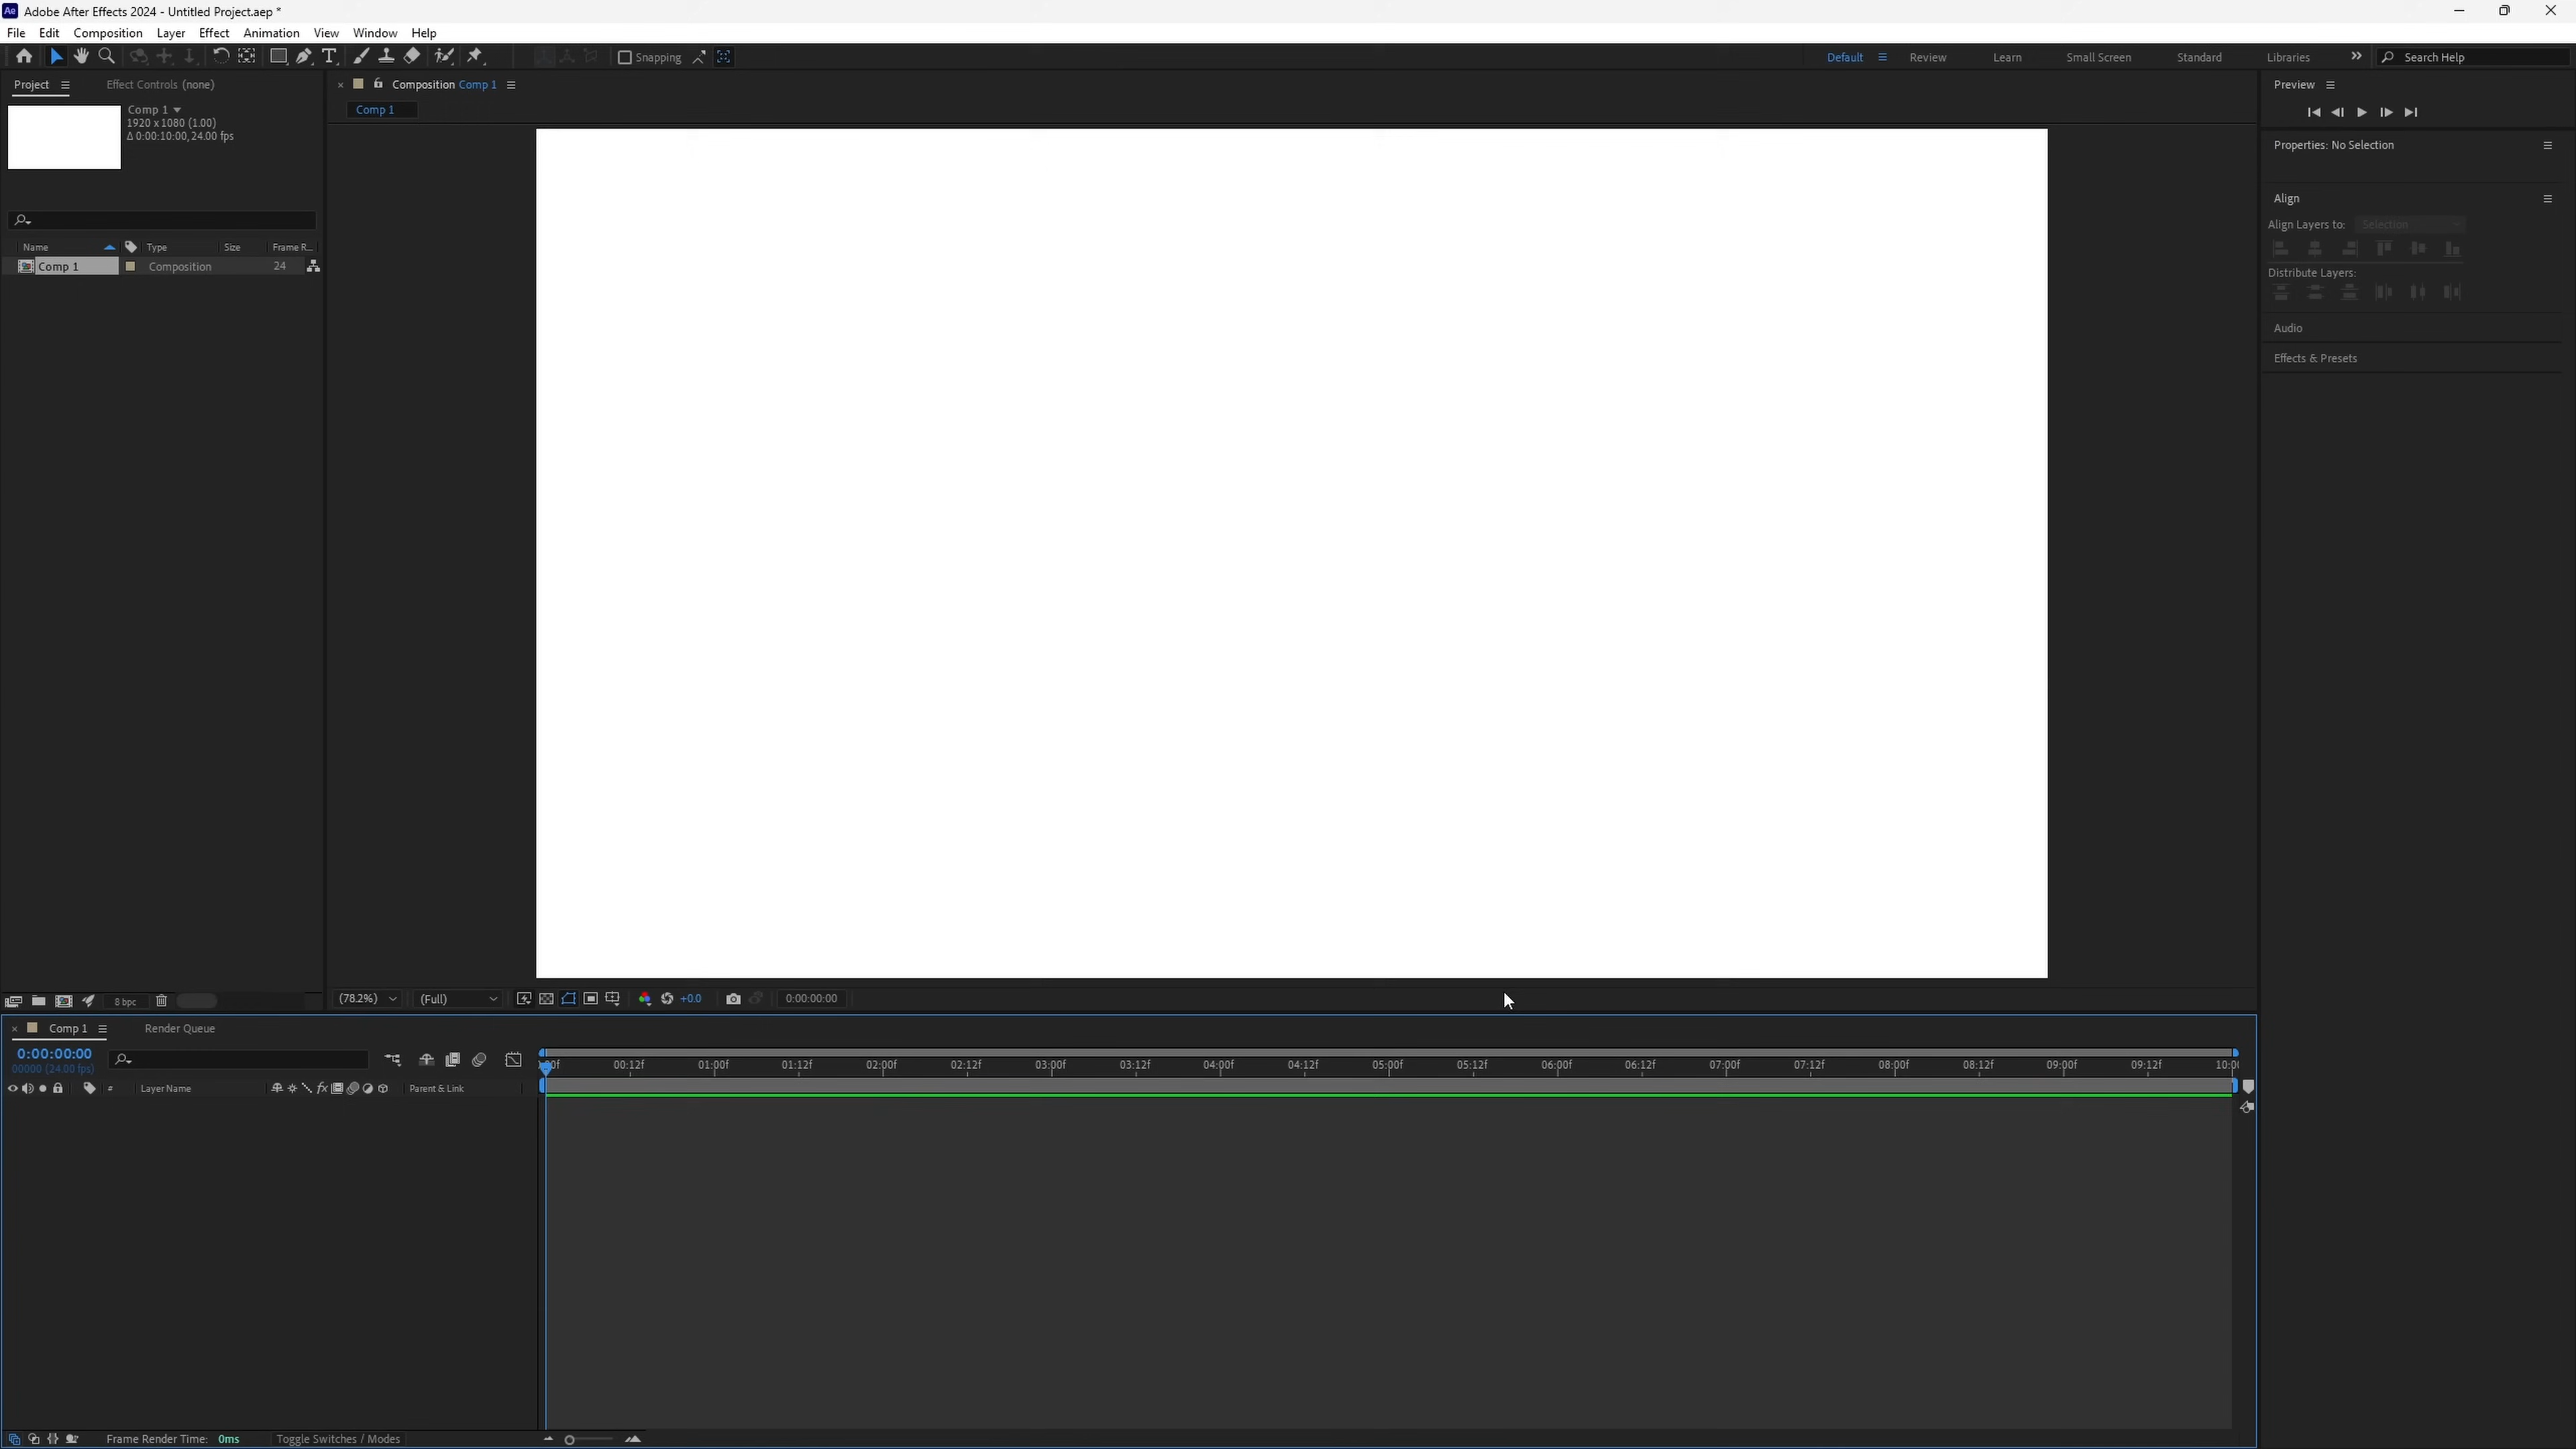 Ae Adobe After Effects 2024 - Untitled Project.aep *
File Edit Composition Layer Effect Animation View Window Help
Snapping Default Review Learn Small Screen Standard Libraries Search Help
Project Effect Controls (none) Composition Comp 1 Preview
Comp 1
1920 x 1080 (1.00)
Δ 0:00:10:00, 24.00 fps
Comp 1
Properties: No Selection
Align
Align Layers to: Selection
Distribute Layers:
Audio
Effects & Presets
Name Type Size Frame R...
Comp 1 Composition 24
8 bpc (78.2%) (Full) +0.0 0:00:00:00
Comp 1 Render Queue
0:00:00:00
00000 (24.00 fps)
:00f 00:12f 01:00f 01:12f 02:00f 02:12f 03:00f 03:12f 04:00f 04:12f 05:00f 05:12f 06:00f 06:12f 07:00f 07:12f 08:00f 08:12f 09:00f 09:12f 10:0
# Layer Name fx Parent & Link
Frame Render Time: 0ms Toggle Switches / Modes